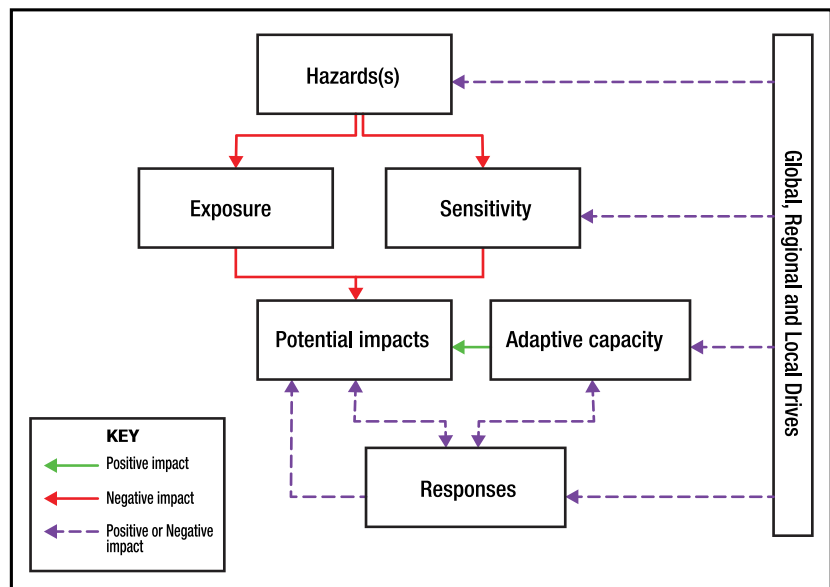 Hazards(s)
Exposure
Sensitivity
Potential impacts
Adaptive capacity
Responses
Global, Regional and Local Drives
KEY
Positive impact
Negative impact
Positive or Negative
impact